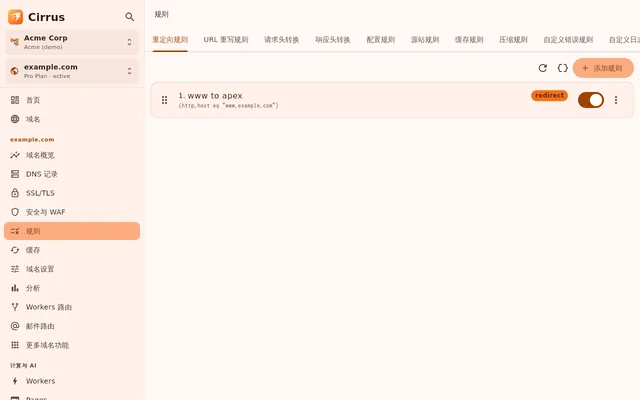 Cirrus
Acme Corp
Acme (demo)
example.com
Pro Plan · active
首页
域名
example.com
域名概览
DNS 记录
SSL/TLS
安全与 WAF
规则
缓存
域名设置
分析
Workers 路由
邮件路由
更多域名功能
计算与 AI
Workers
规则
重定向规则 URL 重写规则 请求头转换 响应头转换 配置规则 源站规则 缓存规则 压缩规则 自定义错误规则 自定义日志
添加规则
1. www to apex
(http.host eq "www.example.com")
redirect